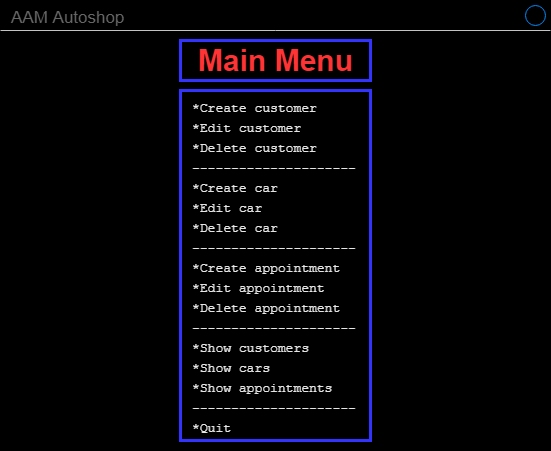 AAM Autoshop
Main Menu
*Create customer
*Edit customer
*Delete customer
---------------------
*Create car
*Edit car
*Delete car
---------------------
*Create appointment
*Edit appointment
*Delete appointment
---------------------
*Show customers
*Show cars
*Show appointments
---------------------
*Quit